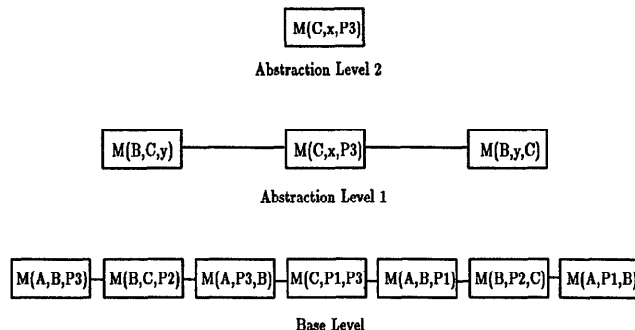 M(C,x,P3)
Abstraction Level 2
M(B,C,y) M(C,x,P3) M(B,y,C)
Abstraction Level 1
M(A,B,P3) M(B,C,P2) M(A,P3,B) M(C,P1,P3 M(A,B,P1) M(B,P2,C) M(A,P1,B)
Base Level